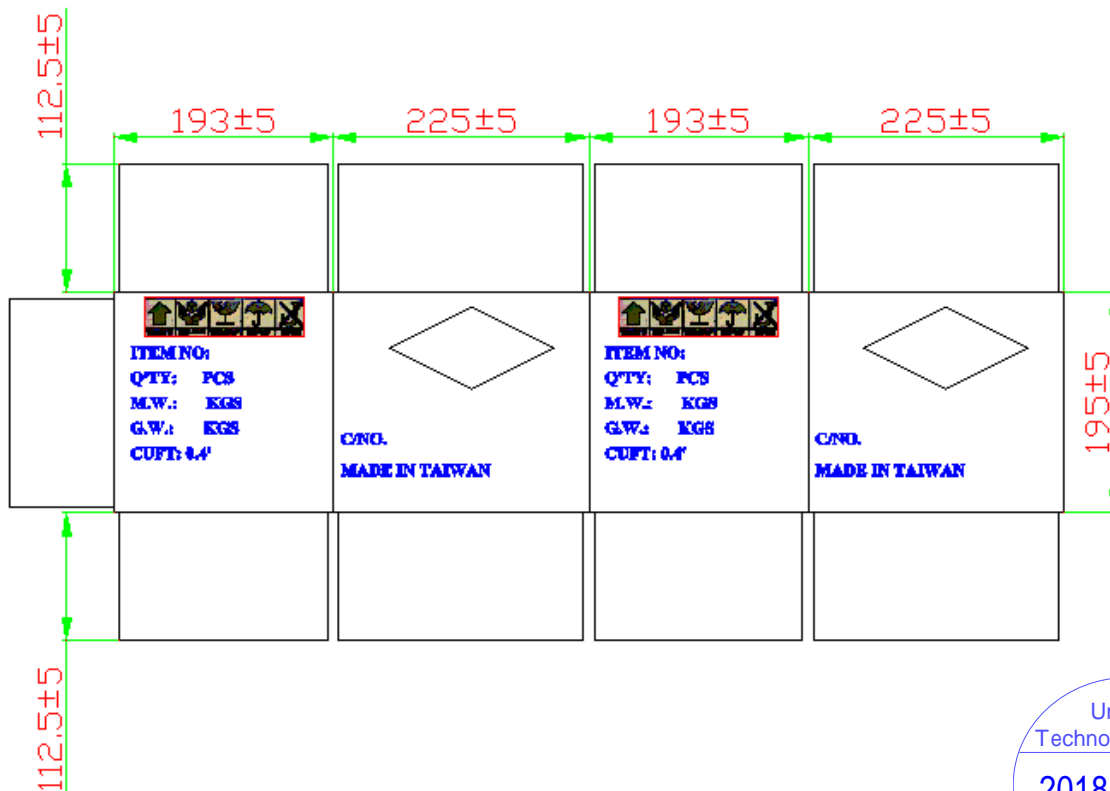 112.5±5
193±5
225±5
193±5
225±5
ITEM NO:
Q'TY: PCS
M.W.: KGS
G.W.: KGS
CUFT: 0.4'
C/NO.
MADE IN TAIWAN
ITEM NO:
Q'TY: PCS
M.W.: KGS
G.W.: KGS
CUFT: 0.4'
C/NO.
MADE IN TAIWAN
195±5
112.5±5
Techno
2018